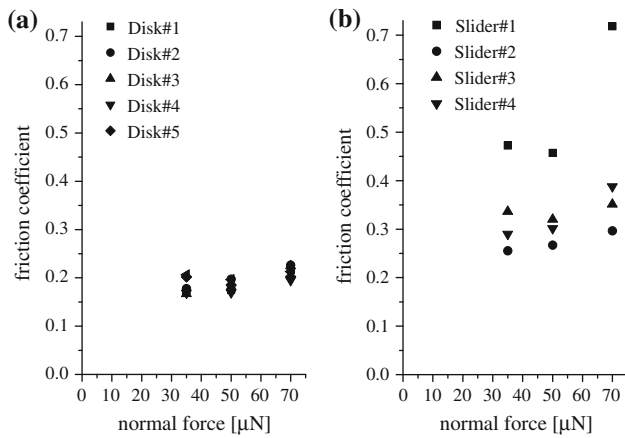 (a)
Disk#1
Disk#2
Disk#3
Disk#4
Disk#5
friction coefficient
0.7
0.6
0.5
0.4
0.3
0.2
0.1
0.0
0 10 20 30 40 50 60 70
normal force [µN]
(b)
Slider#1
Slider#2
Slider#3
Slider#4
friction coefficient
0.7
0.6
0.5
0.4
0.3
0.2
0.1
0.0
0 10 20 30 40 50 60 70
normal force [µN]